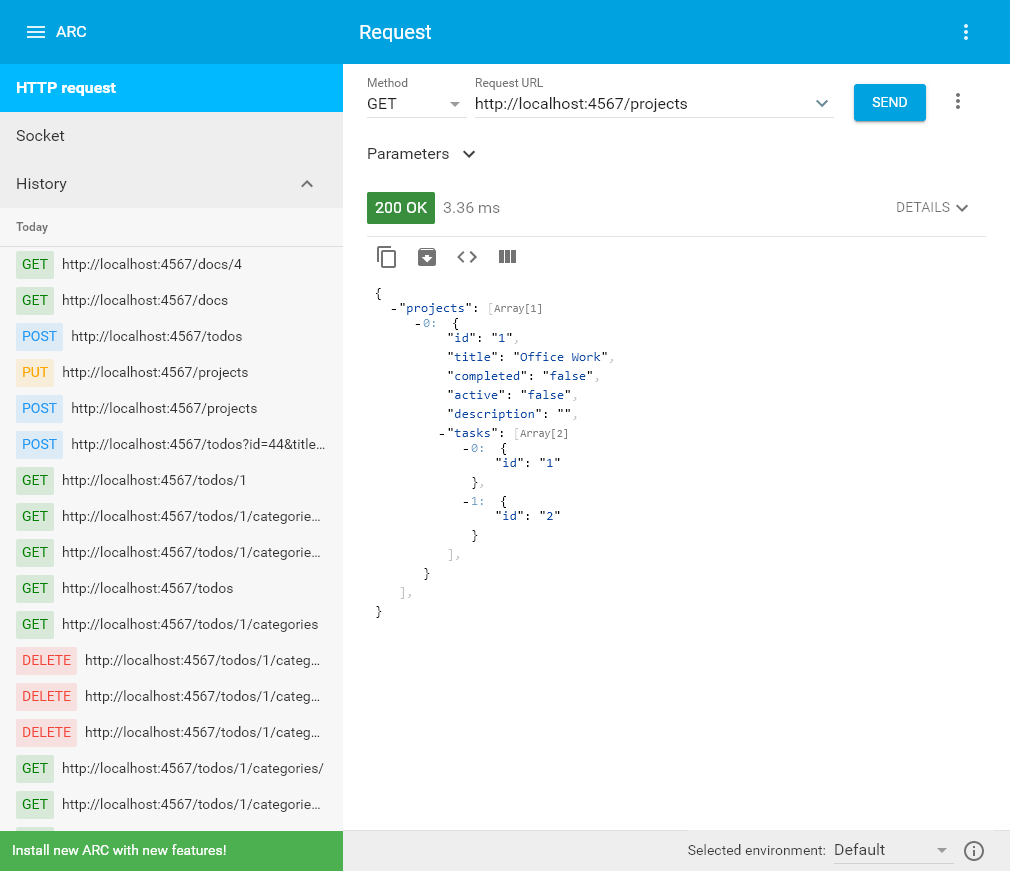 ARC
Request
HTTP request
Socket
History
Today
GET http://localhost:4567/docs/4
GET http://localhost:4567/docs
POST http://localhost:4567/todos
PUT http://localhost:4567/projects
POST http://localhost:4567/projects
POST http://localhost:4567/todos?id=44&title...
GET http://localhost:4567/todos/1
GET http://localhost:4567/todos/1/categorie...
GET http://localhost:4567/todos/1/categorie...
GET http://localhost:4567/todos
GET http://localhost:4567/todos/1/categories
DELETE http://localhost:4567/todos/1/categ...
DELETE http://localhost:4567/todos/1/categ...
DELETE http://localhost:4567/todos/1/categ...
GET http://localhost:4567/todos/1/categories/
GET http://localhost:4567/todos/1/categorie...
Install new ARC with new features!
Method
GET
Request URL
http://localhost:4567/projects
SEND
Parameters
200 OK 3.36 ms
DETAILS
{
-"projects": [Array[1]
-0: {
"id": "1",
"title": "Office Work",
"completed": "false",
"active": "false",
"description": "",
-"tasks": [Array[2]
-0: {
"id": "1"
},
-1: {
"id": "2"
}
],
}
],
}
Selected environment: Default